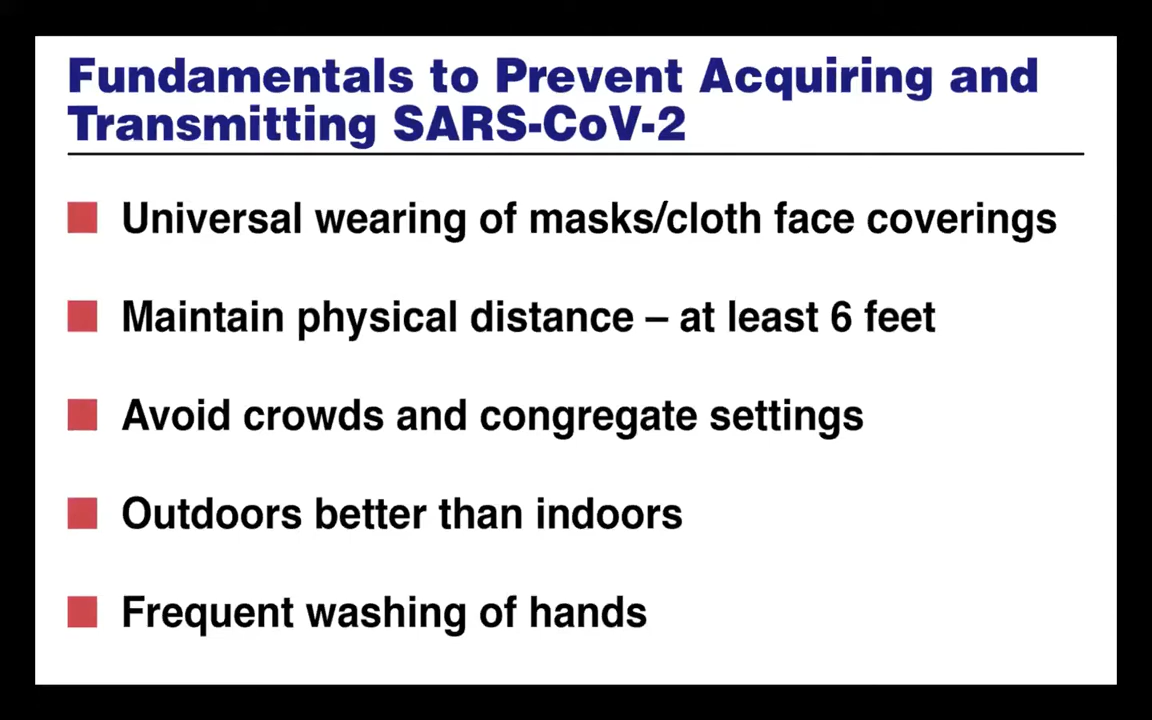 Fundamentals to Prevent Acquiring and
Transmitting SARS-CoV-2
Universal wearing of masks/cloth face coverings
Maintain physical distance – at least 6 feet
Avoid crowds and congregate settings
Outdoors better than indoors
Frequent washing of hands